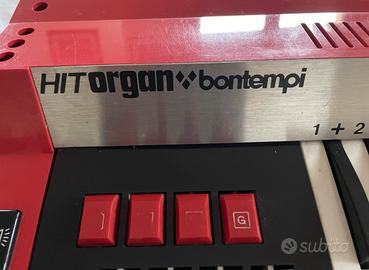 HITorgan bontempi
1 + 2
G
subito